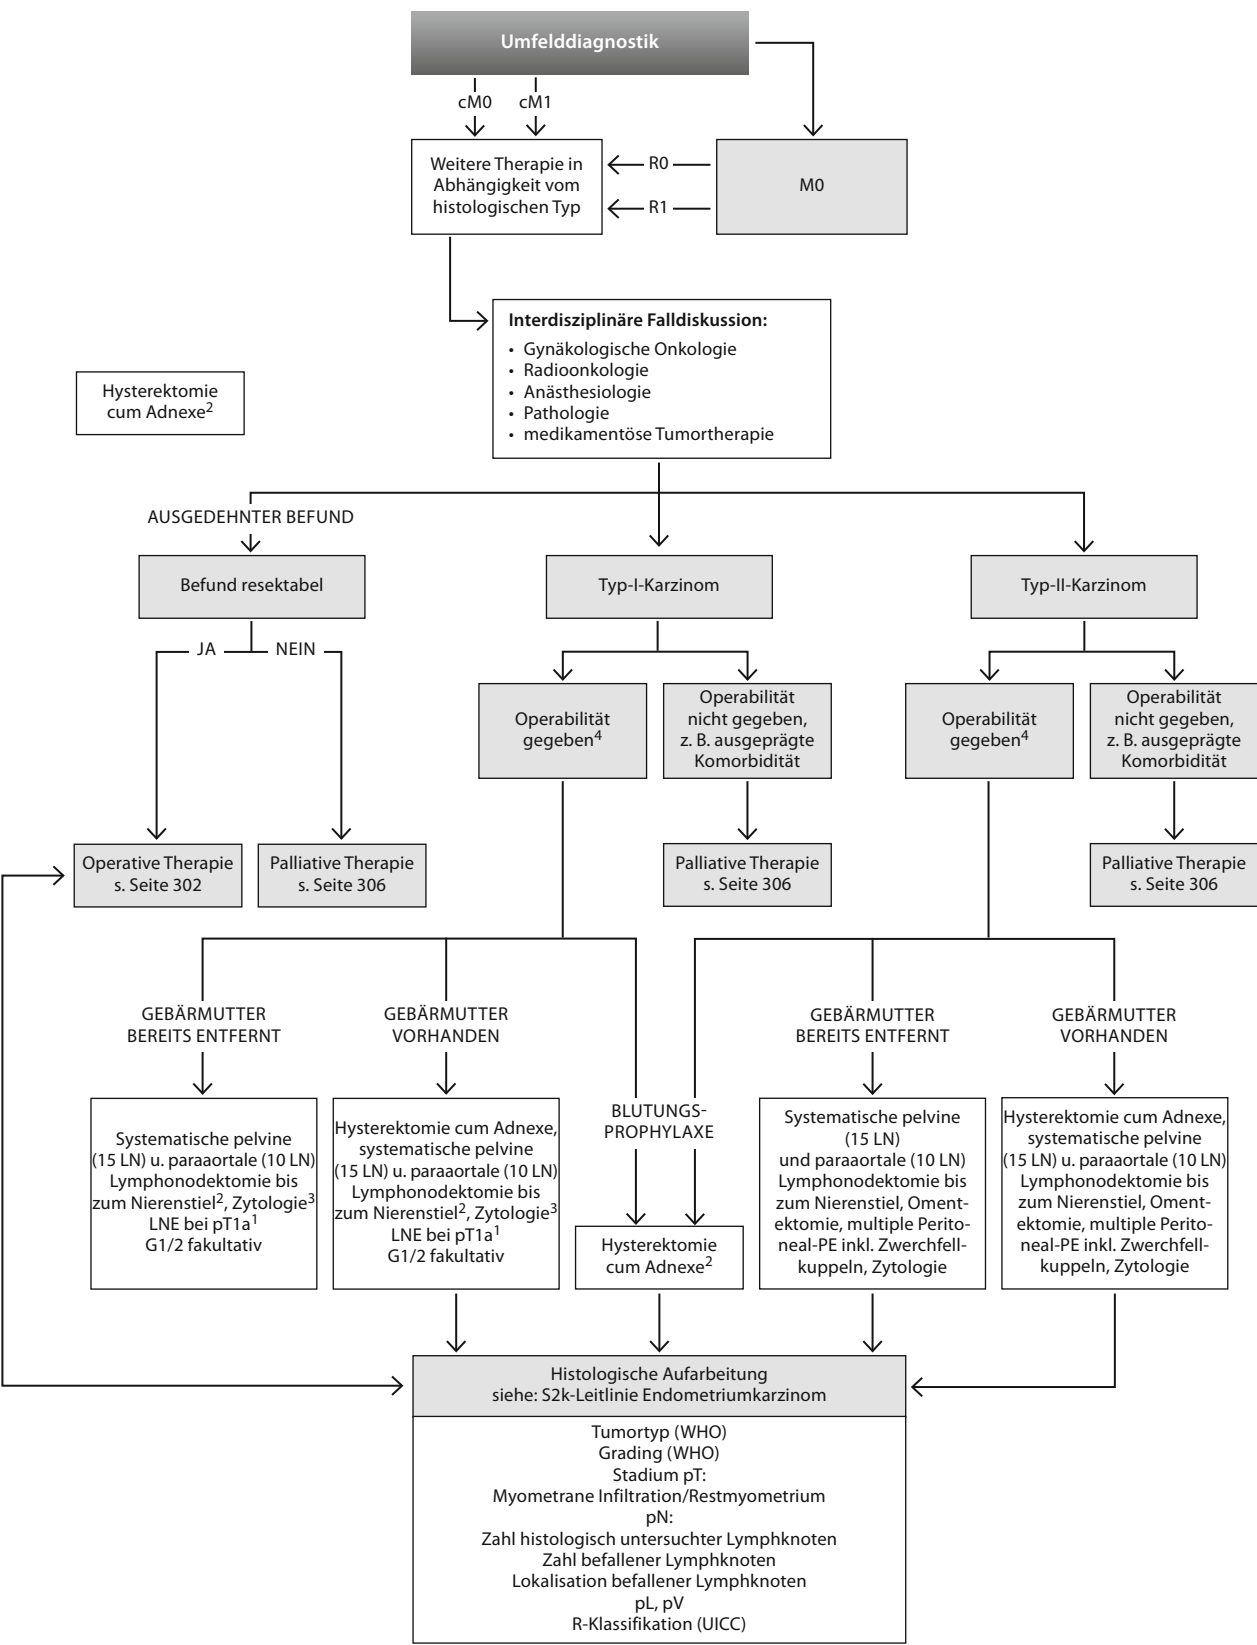 Umfelddiagnostik
cM0
cM1
Weitere Therapie in
Abhängigkeit vom
histologischen Typ
R0
R1
M0
Interdisziplinäre Falldiskussion:
• Gynäkologische Onkologie
• Radioonkologie
• Anästhesiologie
• Pathologie
• medikamentöse Tumortherapie
Hysterektomie
cum Adnexe²
AUSGEDEHNTER BEFUND
Befund resektabel
Typ-I-Karzinom
Typ-II-Karzinom
JA
NEIN
Operabilität
gegeben⁴
Operabilität
nicht gegeben,
z. B. ausgeprägte
Komorbidität
Operabilität
gegeben⁴
Operabilität
nicht gegeben,
z. B. ausgeprägte
Komorbidität
Operative Therapie
s. Seite 302
Palliative Therapie
s. Seite 306
Palliative Therapie
s. Seite 306
Palliative Therapie
s. Seite 306
GEBÄRMUTTER
BEREITS ENTFERNT
GEBÄRMUTTER
VORHANDEN
BLUTUNGS-
PROPHYLAXE
GEBÄRMUTTER
BEREITS ENTFERNT
GEBÄRMUTTER
VORHANDEN
Systematische pelvine
(15 LN) u. paraaortale (10 LN)
Lymphonodektomie bis
zum Nierenstiel², Zytologie³
LNE bei pT1a¹
G1/2 fakultativ
Hysterektomie cum Adnexe,
systematische pelvine
(15 LN) u. paraaortale (10 LN)
Lymphonodektomie bis
zum Nierenstiel², Zytologie³
LNE bei pT1a¹
G1/2 fakultativ
Hysterektomie
cum Adnexe²
Systematische pelvine
(15 LN)
und paraaortale (10 LN)
Lymphonodektomie bis
zum Nierenstiel, Oment-
ektomie, multiple Perito-
neal-PE inkl. Zwerchfell-
kuppeln, Zytologie
Hysterektomie cum Adnexe,
systematische pelvine
(15 LN) u. paraaortale (10 LN)
Lymphonodektomie bis
zum Nierenstiel, Oment-
ektomie, multiple Perito-
neal-PE inkl. Zwerchfell-
kuppeln, Zytologie
Histologische Aufarbeitung
siehe: S2k-Leitlinie Endometriumkarzinom
Tumortyp (WHO)
Grading (WHO)
Stadium pT:
Myometrane Infiltration/Restmyometrium
pN:
Zahl histologisch untersuchter Lymphknoten
Zahl befallener Lymphknoten
Lokalisation befallener Lymphknoten
pL, pV
R-Klassifikation (UICC)